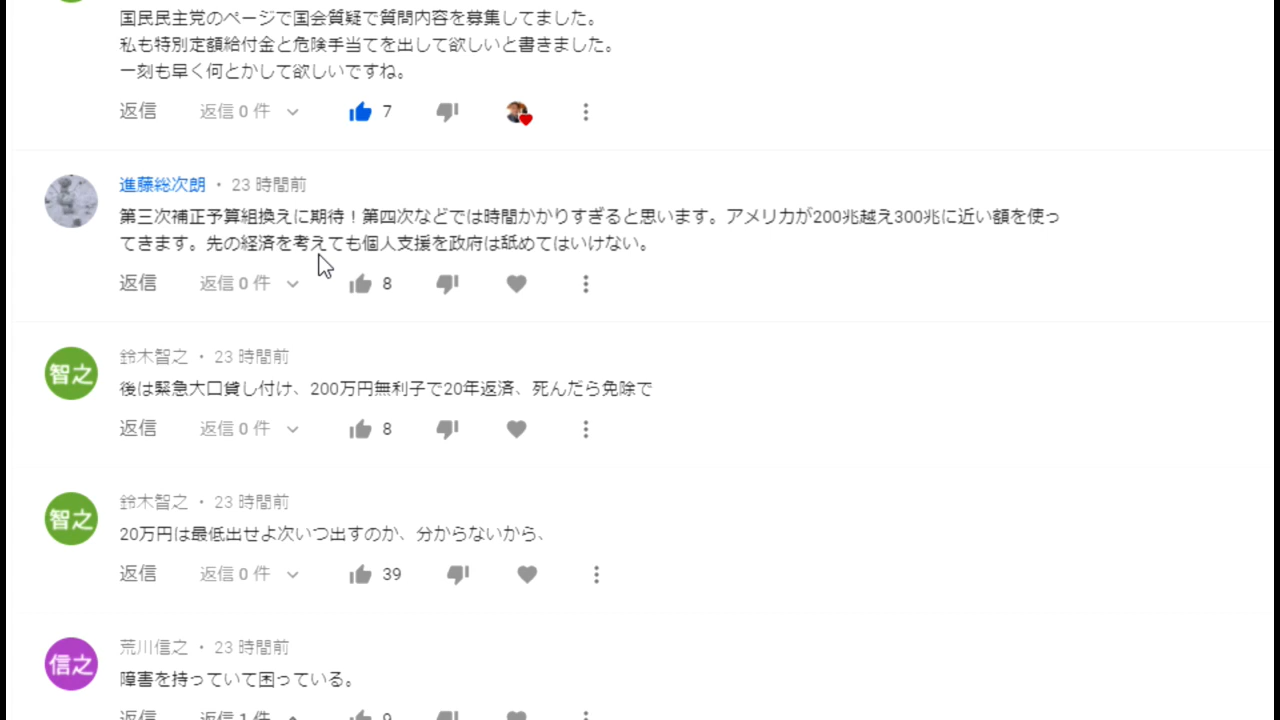 国民民主党のページで国会質疑で質問内容を募集してました。
私も特別定額給付金と危険手当てを出して欲しいと書きました。
一刻も早く何とかして欲しいですね。
返信 返信 0 件 7
進藤総次朗 ・ 23 時間前
第三次補正予算組換えに期待！第四次などでは時間かかりすぎると思います。アメリカが200兆越え300兆に近い額を使っ
てきます。先の経済を考えても個人支援を政府は舐めてはいけない。
返信 返信 0 件 8
鈴木智之 ・ 23 時間前
智之
後は緊急大口貸し付け、200万円無利子で20年返済、死んだら免除で
返信 返信 0 件 8
鈴木智之 ・ 23 時間前
智之
20万円は最低出せよ次いつ出すのか、分からないから、
返信 返信 0 件 39
荒川信之 ・ 23 時間前
信之
障害を持っていて困っている。
返信 返信 1 件 9